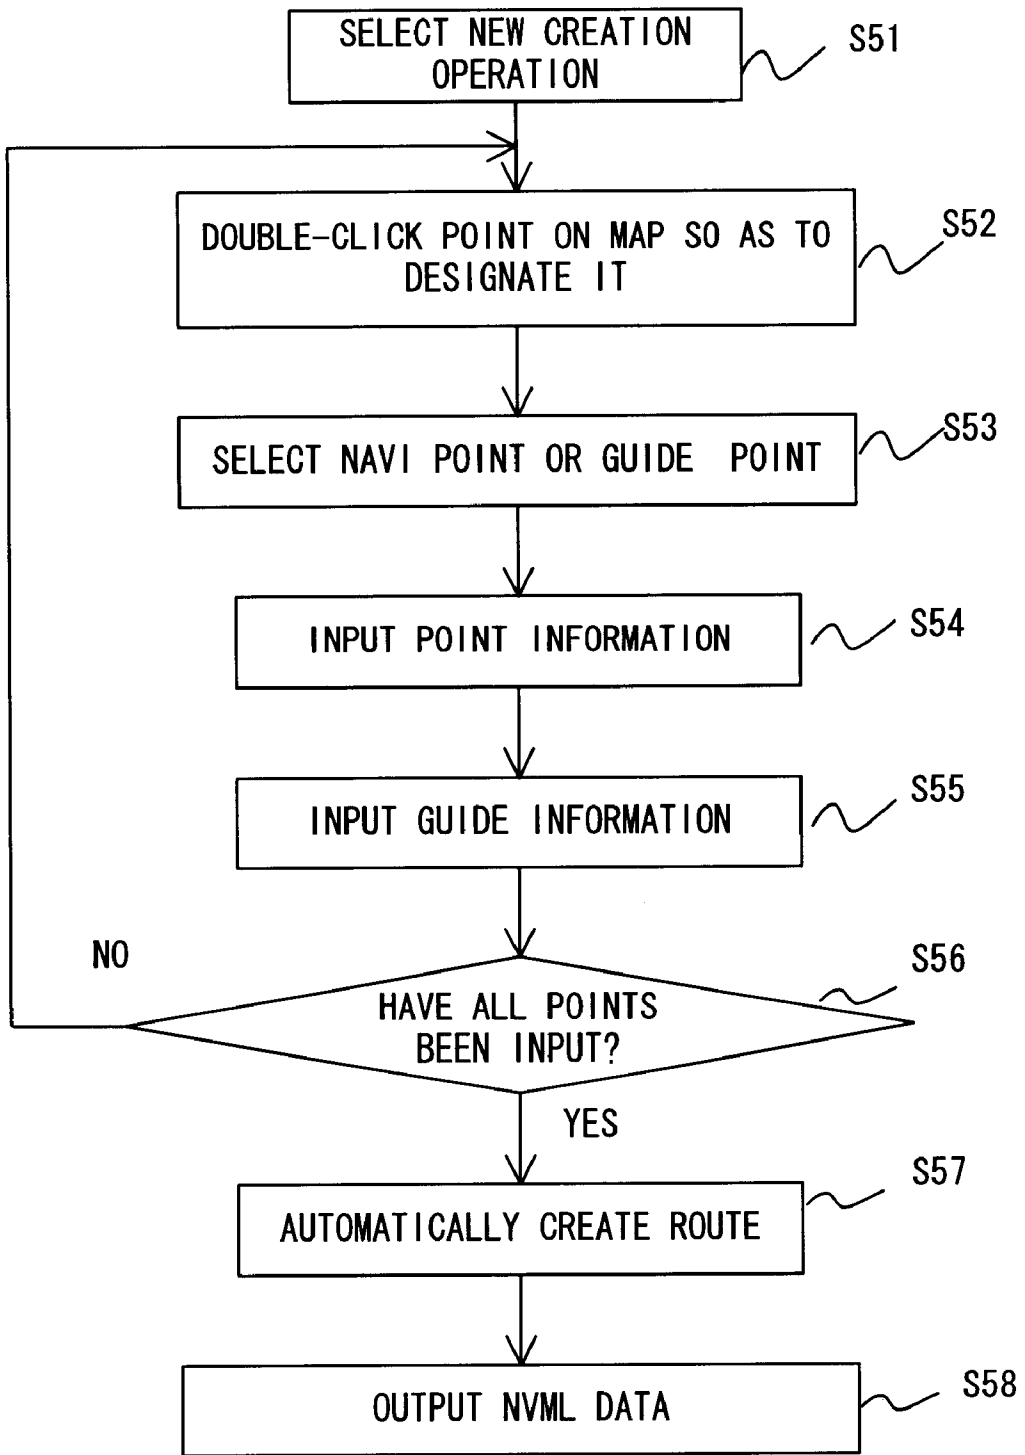 SELECT NEW CREATION
OPERATION
S51
DOUBLE-CLICK POINT ON MAP SO AS TO
DESIGNATE IT
S52
SELECT NAVI POINT OR GUIDE POINT
S53
INPUT POINT INFORMATION
S54
INPUT GUIDE INFORMATION
S55
NO
HAVE ALL POINTS
BEEN INPUT?
S56
YES
AUTOMATICALLY CREATE ROUTE
S57
OUTPUT NVML DATA
S58